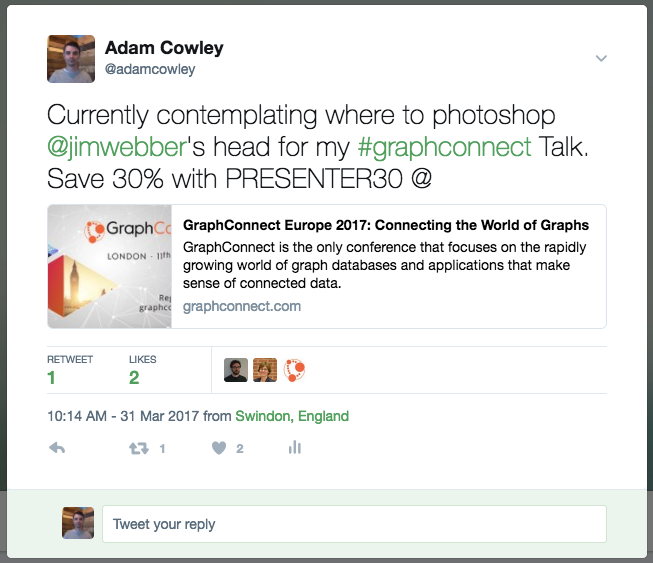 Adam Cowley
@adamcowley
Currently contemplating where to photoshop
@jimwebber's head for my #graphconnect Talk.
Save 30% with PRESENTER30 @
GraphCo
LONDON - 11th
Re
graphco
GraphConnect Europe 2017: Connecting the World of Graphs
GraphConnect is the only conference that focuses on the rapidly
growing world of graph databases and applications that make
sense of connected data.
graphconnect.com
RETWEET LIKES
1 2
10:14 AM - 31 Mar 2017 from Swindon, England
1 2
Tweet your reply